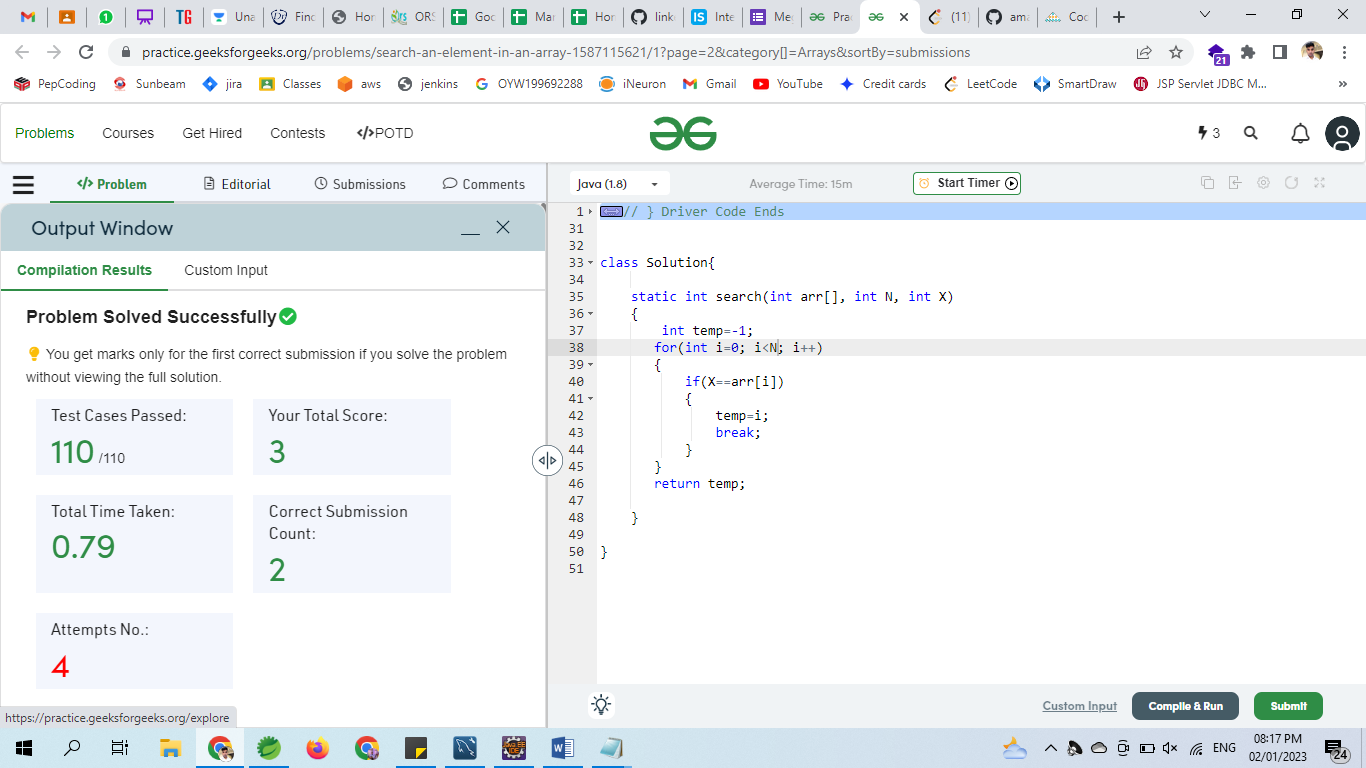 TG
Una
Finc
Hor
ORS
Goc
Mar
Hor
link
Inte
Me
Pra
(11)
ama
Coc
practice.geeksforgeeks.org/problems/search-an-element-in-an-array-1587115621/1?page=2&category[]=Arrays&sortBy=submissions
21
PepCoding Sunbeam jira Classes aws jenkins OYW199692288 iNeuron Gmail YouTube Credit cards LeetCode SmartDraw JSP Servlet JDBC M... »
Problems Courses Get Hired Contests </>POTD
3
</> Problem Editorial Submissions Comments
Java (1.8) Average Time: 15m Start Timer
Output Window
Compilation Results Custom Input
Problem Solved Successfully
You get marks only for the first correct submission if you solve the problem
without viewing the full solution.
Test Cases Passed:
110 /110
Your Total Score:
3
Total Time Taken:
0.79
Correct Submission
Count:
2
Attempts No.:
4
https://practice.geeksforgeeks.org/explore
1 // } Driver Code Ends
31
32
33 class Solution{
34
35 static int search(int arr[], int N, int X)
36 {
37 int temp=-1;
38 for(int i=0; i<N; i++)
39 {
40 if(X==arr[i])
41 {
42 temp=i;
43 break;
44 }
45 }
46 return temp;
47
48 }
49
50 }
51
Custom Input Compile & Run Submit
ENG
08:17 PM
02/01/2023
24